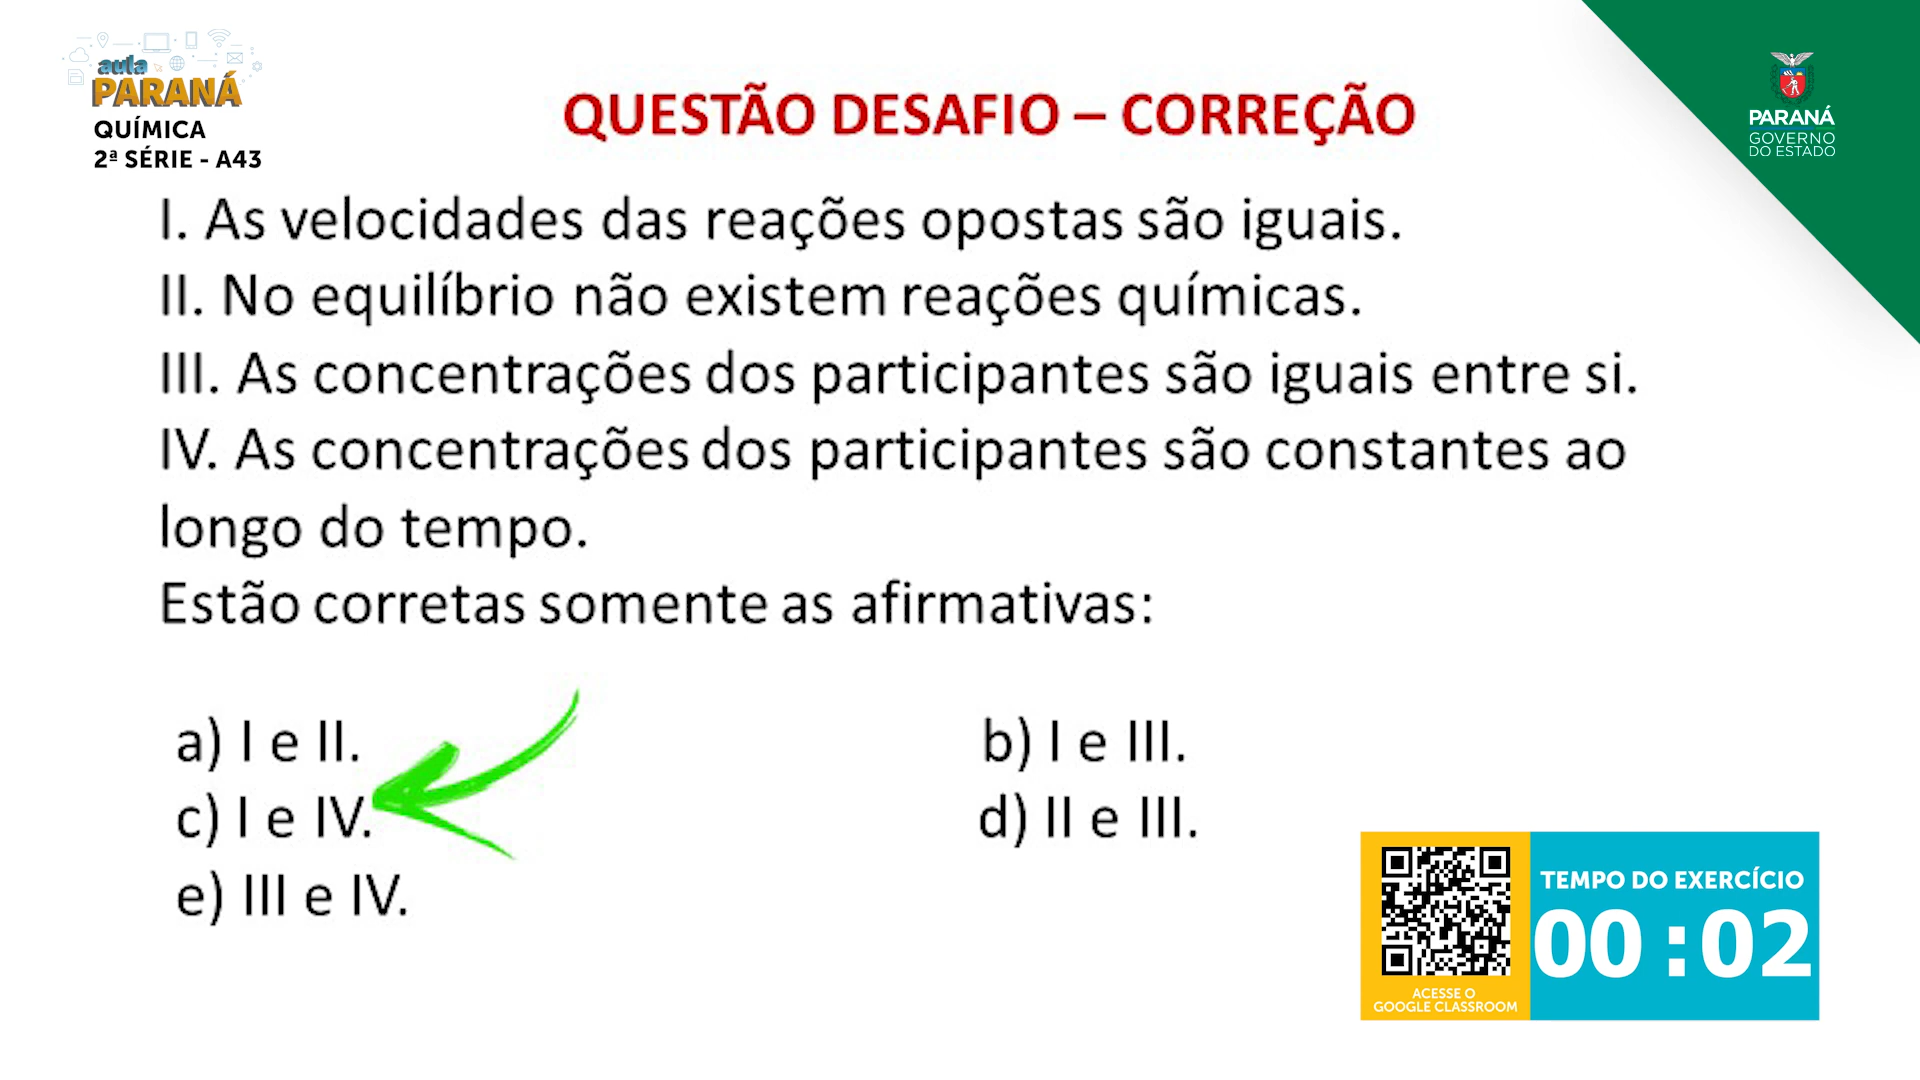 aula
PARANÁ
QUÍMICA
2ª SÉRIE - A43
QUESTÃO DESAFIO – CORREÇÃO
PARANÁ
GOVERNO
DO ESTADO
I. As velocidades das reações opostas são iguais.
II. No equilíbrio não existem reações químicas.
III. As concentrações dos participantes são iguais entre si.
IV. As concentrações dos participantes são constantes ao
longo do tempo.
Estão corretas somente as afirmativas:
a) I e II.
b) I e III.
c) I e IV.
d) II e III.
e) III e IV.
ACESSE O
GOOGLE CLASSROOM
TEMPO DO EXERCÍCIO
00:02